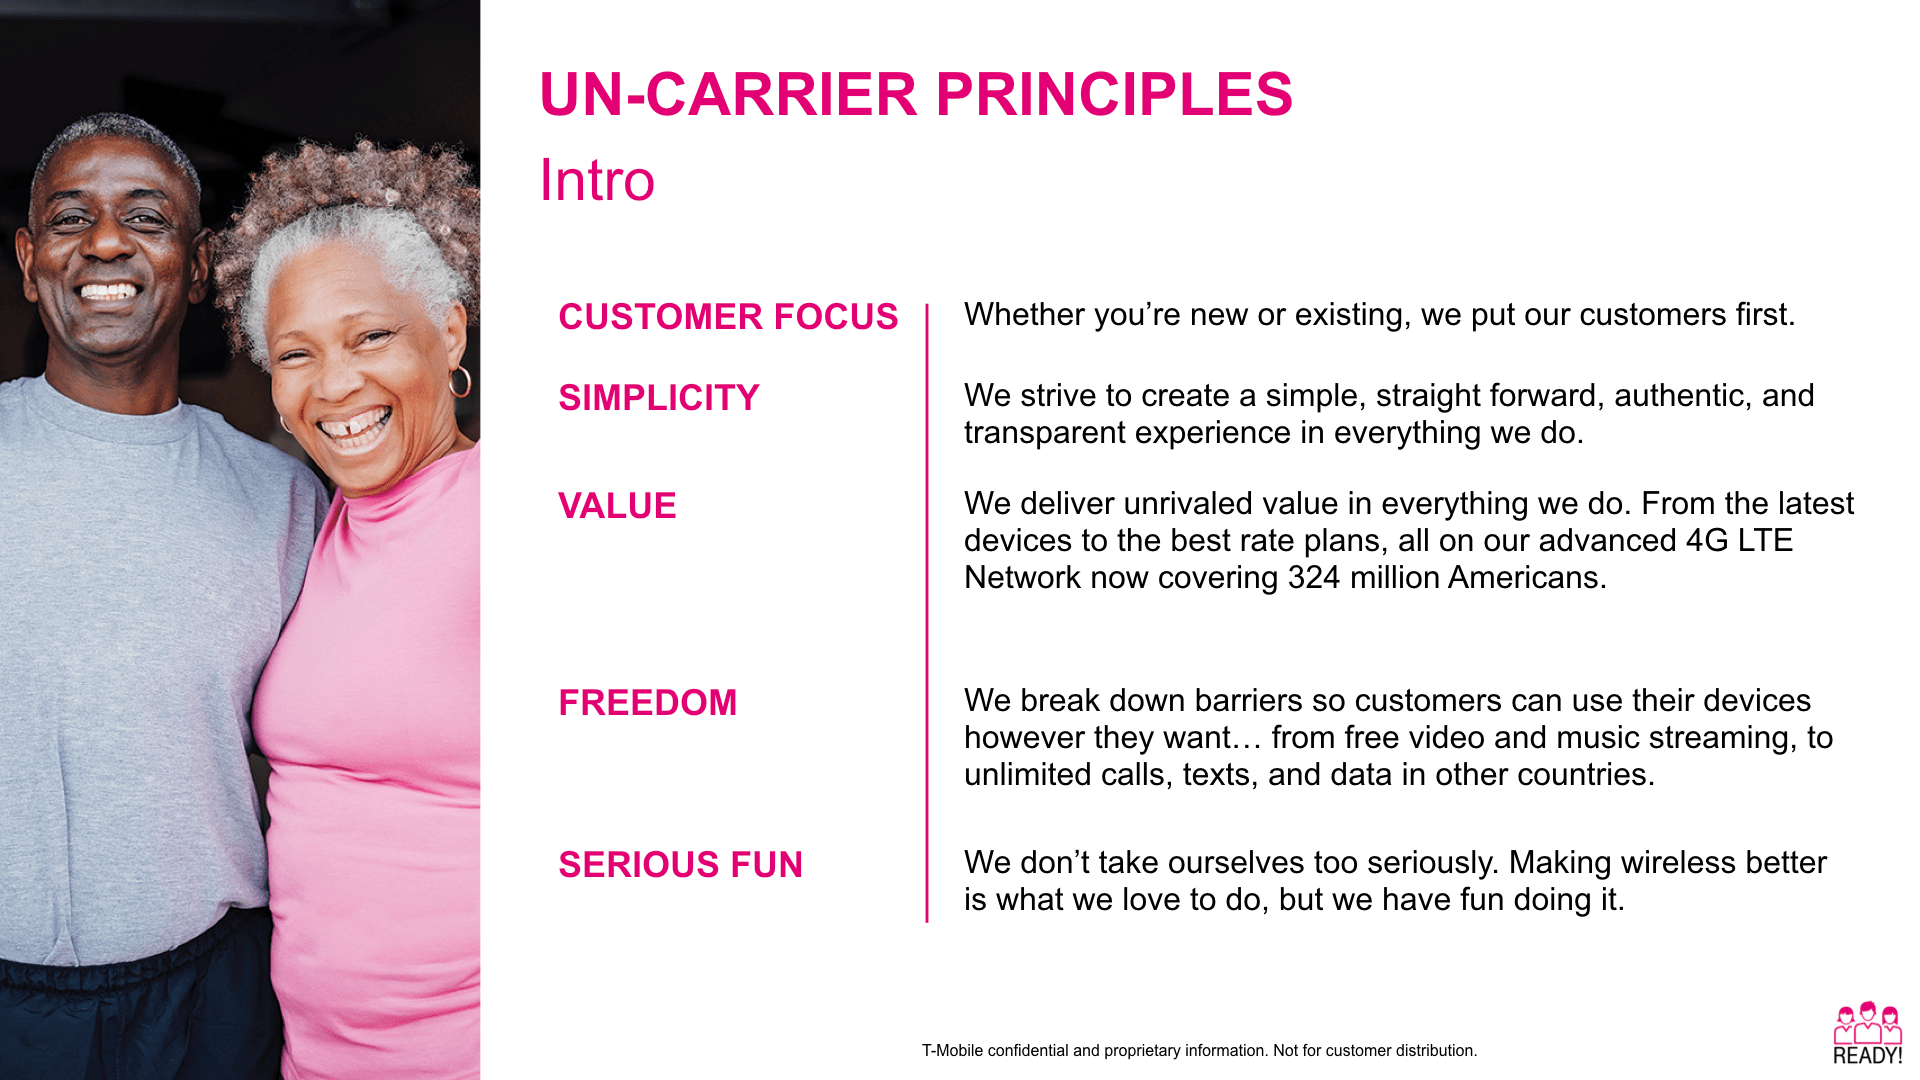 UN-CARRIER PRINCIPLES
Intro
CUSTOMER FOCUS
Whether you’re new or existing, we put our customers first.
SIMPLICITY
We strive to create a simple, straight forward, authentic, and
transparent experience in everything we do.
VALUE
We deliver unrivaled value in everything we do. From the latest
devices to the best rate plans, all on our advanced 4G LTE
Network now covering 324 million Americans.
FREEDOM
We break down barriers so customers can use their devices
however they want… from free video and music streaming, to
unlimited calls, texts, and data in other countries.
SERIOUS FUN
We don’t take ourselves too seriously. Making wireless better
is what we love to do, but we have fun doing it.
T-Mobile confidential and proprietary information. Not for customer distribution.
READY!